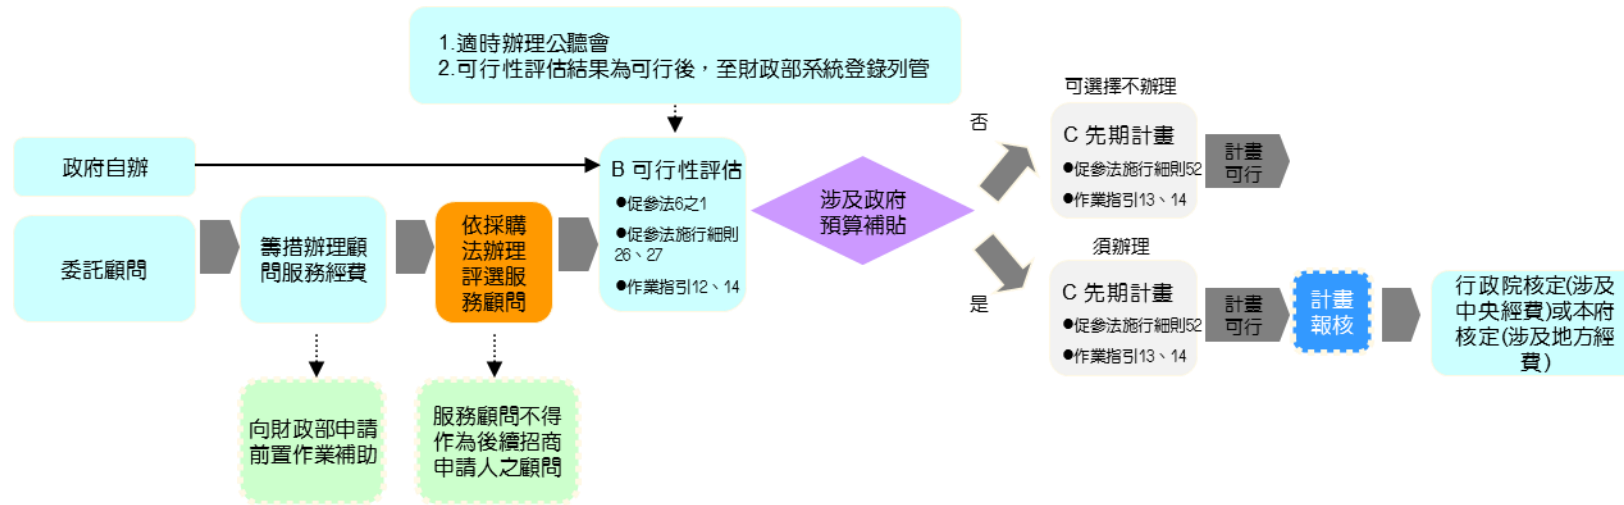 1.適時辦理公聽會
2.可行性評估結果為可行後，至財政部系統登錄列管
政府自辦
委託顧問
籌措辦理顧
問服務經費
依採購
法辦理
評選服
務顧問
向財政部申請
前置作業補助
服務顧問不得
作為後續招商
申請人之顧問
B 可行性評估
●促參法6之1
●促參法施行細則
26、27
●作業指引12、14
涉及政府
預算補貼
否
可選擇不辦理
C 先期計畫
●促參法施行細則52
●作業指引13、14
計畫
可行
是
須辦理
C 先期計畫
●促參法施行細則52
●作業指引13、14
計畫
可行
計畫
報核
行政院核定(涉及
中央經費)或本府
核定(涉及地方經
費)